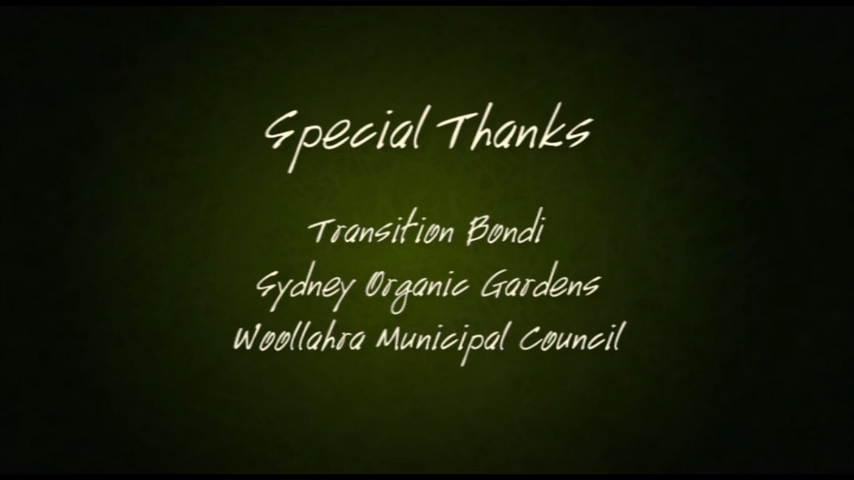 Special Thanks
Transition Bondi
Sydney Organic Gardens
Woollahra Municipal Council